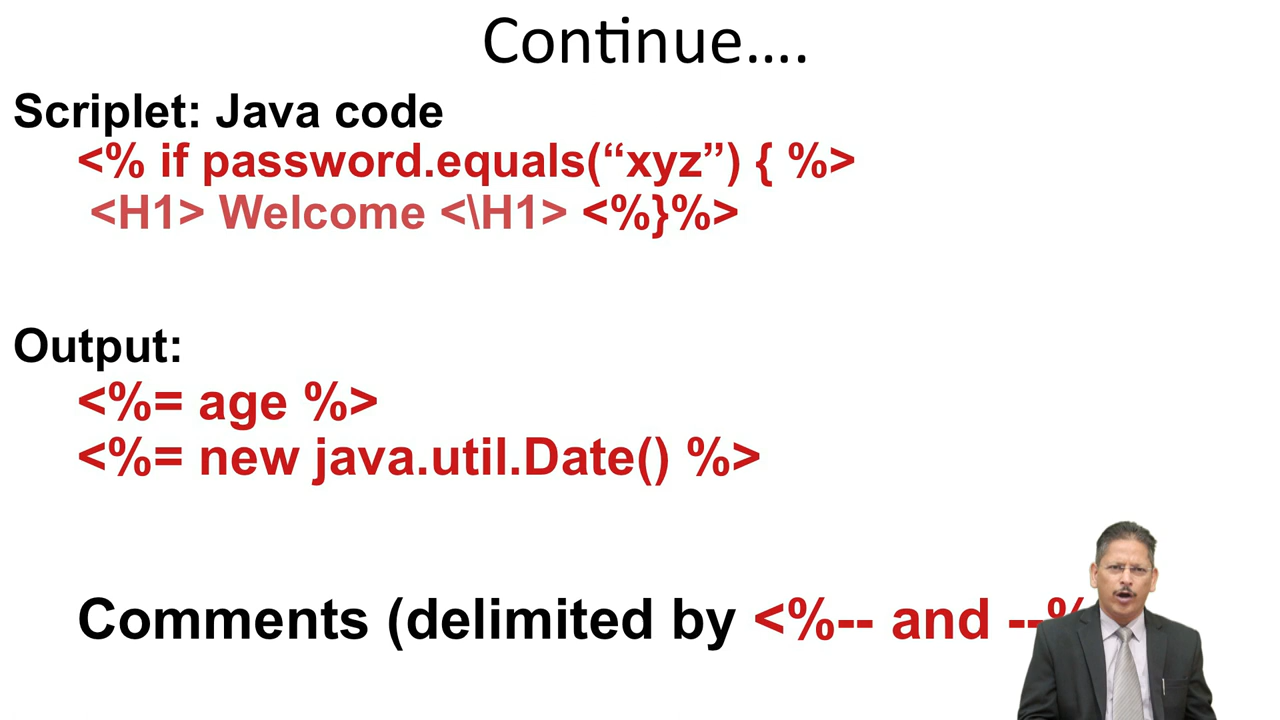 Continue….
Scriplet: Java code
<% if password.equals(“xyz”) { %>
<H1> Welcome <\H1> <%}%>
Output:
<%= age %>
<%= new java.util.Date() %>
Comments (delimited by <%-- and --%